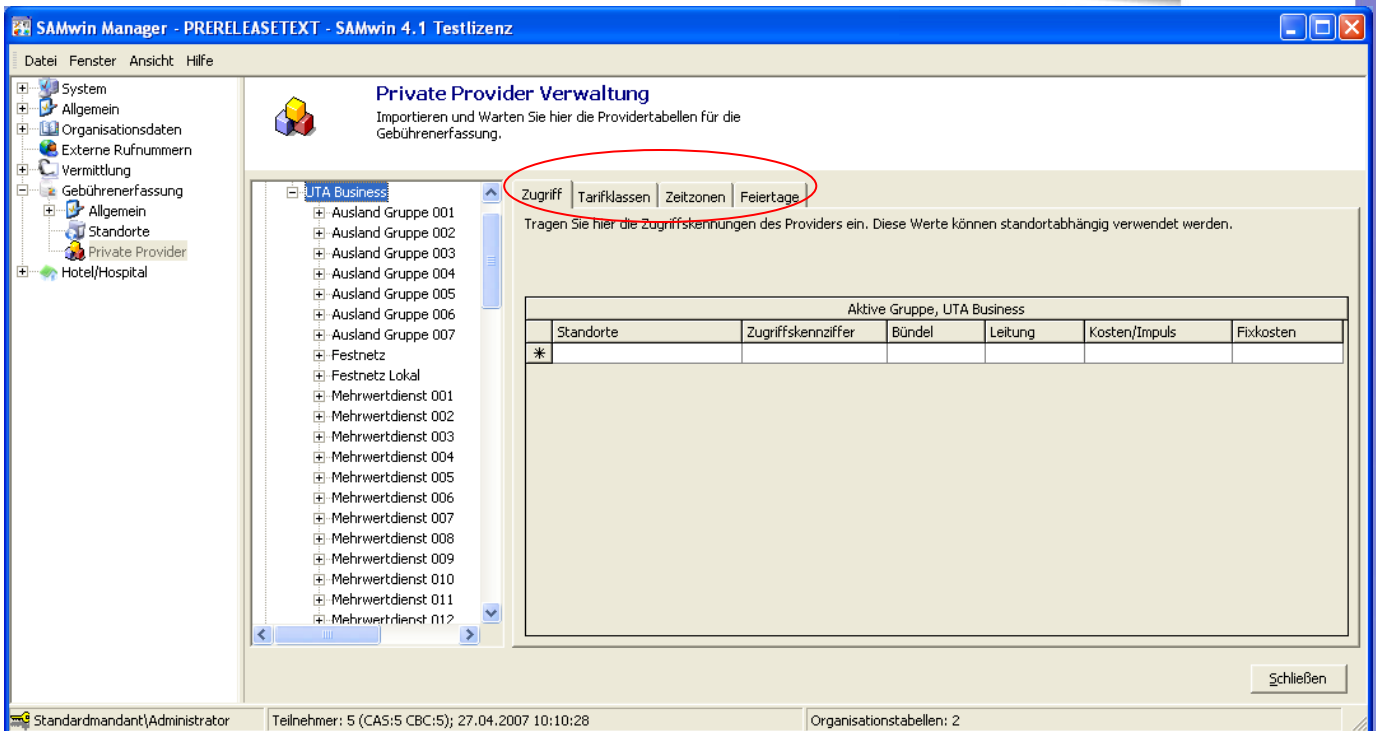 SAMwin Manager - PRERELEASETEXT - SAMwin 4.1 Testlizenz
Datei Fenster Ansicht Hilfe
System
Allgemein
Organisationsdaten
Externe Rufnummern
Vermittlung
Gebührenerfassung
Allgemein
Standorte
Private Provider
Hotel/Hospital
Private Provider Verwaltung
Importieren und Warten Sie hier die Providertabellen für die
Gebührenerfassung.
UTA Business
Ausland Gruppe 001
Ausland Gruppe 002
Ausland Gruppe 003
Ausland Gruppe 004
Ausland Gruppe 005
Ausland Gruppe 006
Ausland Gruppe 007
Festnetz
Festnetz Lokal
Mehrwertdienst 001
Mehrwertdienst 002
Mehrwertdienst 003
Mehrwertdienst 004
Mehrwertdienst 005
Mehrwertdienst 006
Mehrwertdienst 007
Mehrwertdienst 008
Mehrwertdienst 009
Mehrwertdienst 010
Mehrwertdienst 011
Mehrwertdienst 012
Zugriff Tarifklassen Zeitzonen Feiertage
Tragen Sie hier die Zugriffskennungen des Providers ein. Diese Werte können standortabhängig verwendet werden.
Aktive Gruppe, UTA Business
Standorte Zugriffskennziffer Bündel Leitung Kosten/Impuls Fixkosten
Schließen
Standardmandant\Administrator Teilnehmer: 5 (CAS:5 CBC:5); 27.04.2007 10:10:28 Organisationstabellen: 2